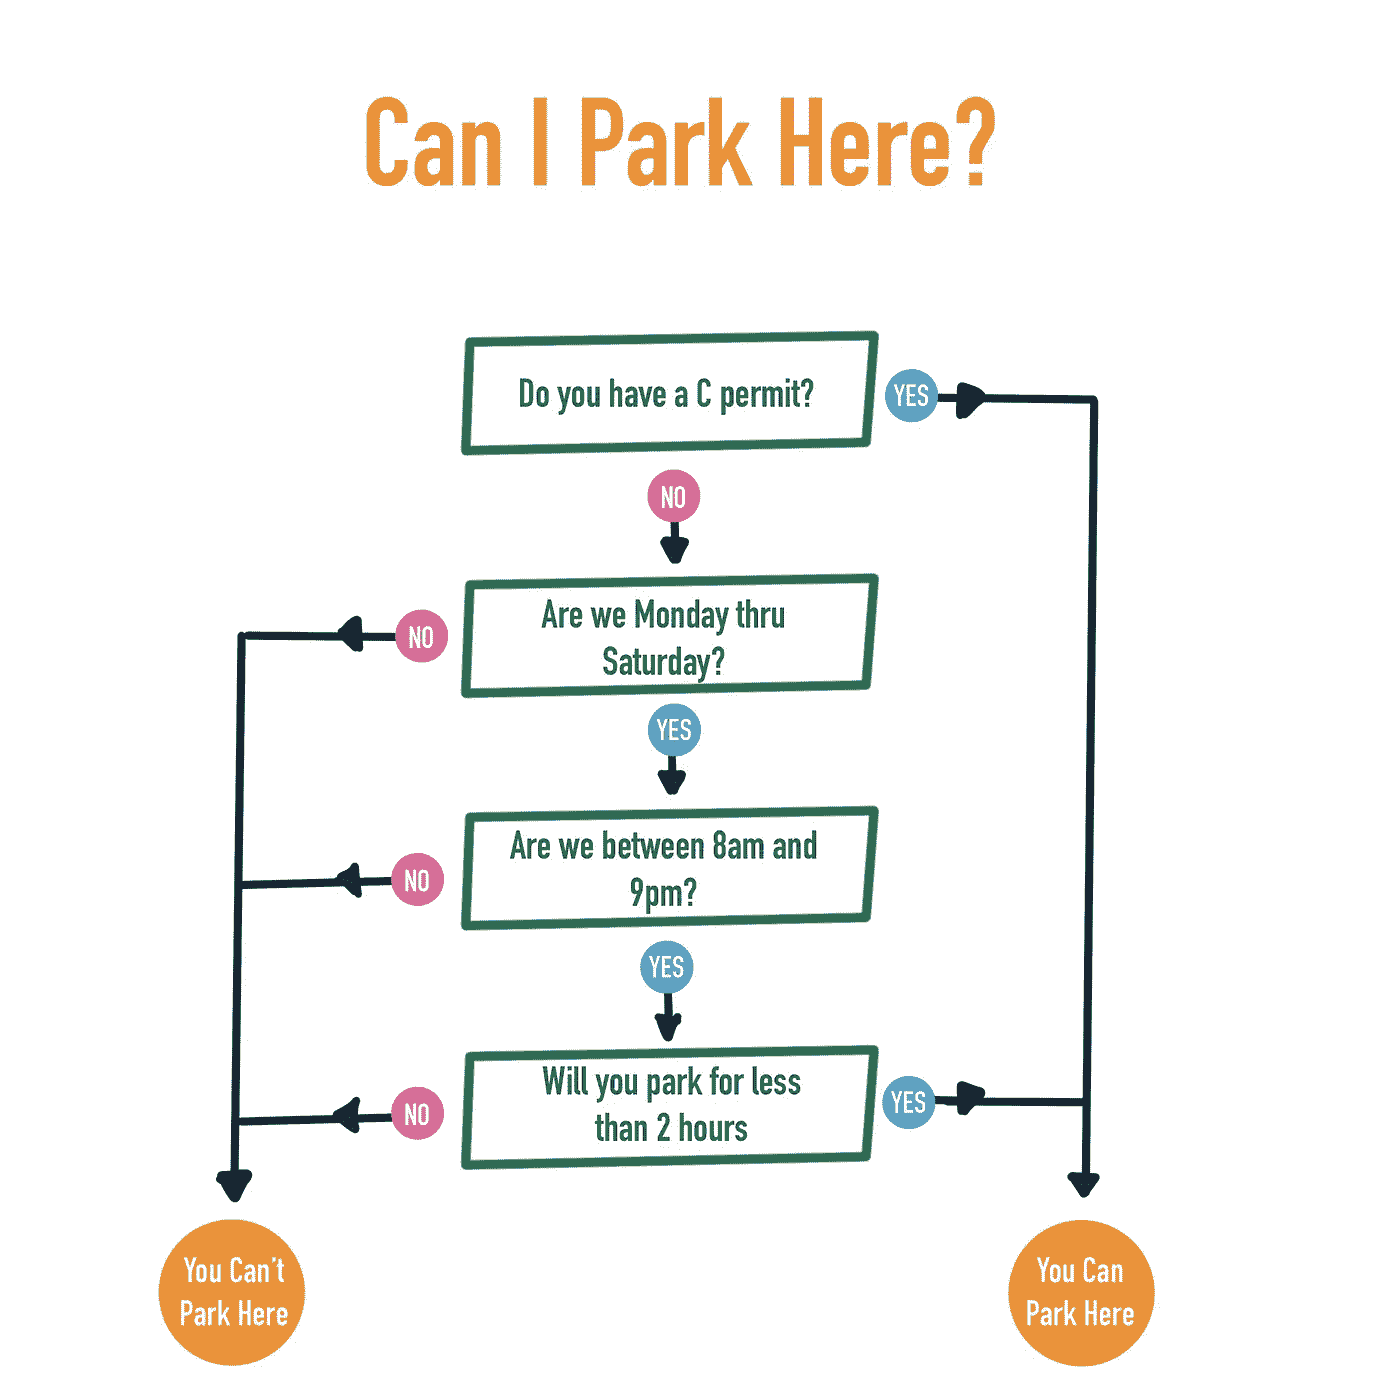 Can I Park Here?
Do you have a C permit?
YES
NO
Are we Monday thru
Saturday?
NO
YES
Are we between 8am and
9pm?
NO
YES
Will you park for less
than 2 hours
NO
YES
You Can't
Park Here
You Can
Park Here